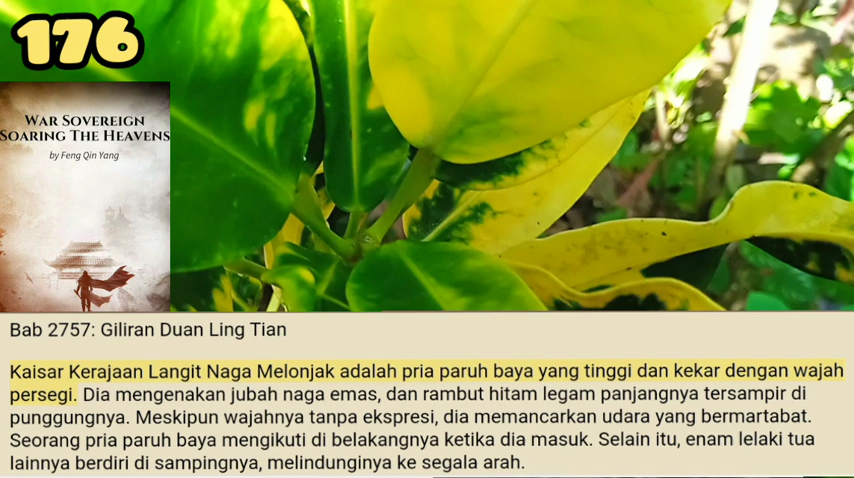 176
WAR SOVEREIGN
SOARING THE HEAVENS
by Feng Qin Yang
Bab 2757: Giliran Duan Ling Tian
Kaisar Kerajaan Langit Naga Melonjak adalah pria paruh baya yang tinggi dan kekar dengan wajah
persegi. Dia mengenakan jubah naga emas, dan rambut hitam legam panjangnya tersampir di
punggungnya. Meskipun wajahnya tanpa ekspresi, dia memancarkan udara yang bermartabat.
Seorang pria paruh baya mengikuti di belakangnya ketika dia masuk. Selain itu, enam lelaki tua
lainnya berdiri di sampingnya, melindunginya ke segala arah.